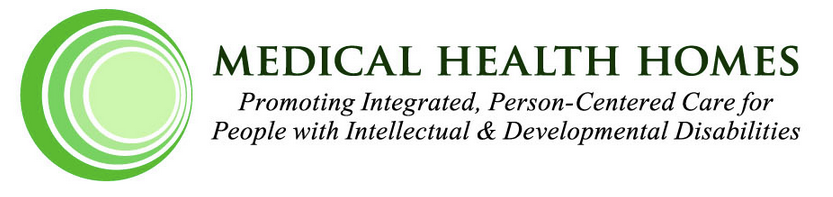 MEDICAL HEALTH HOMES
Promoting Integrated, Person-Centered Care for
People with Intellectual & Developmental Disabilities